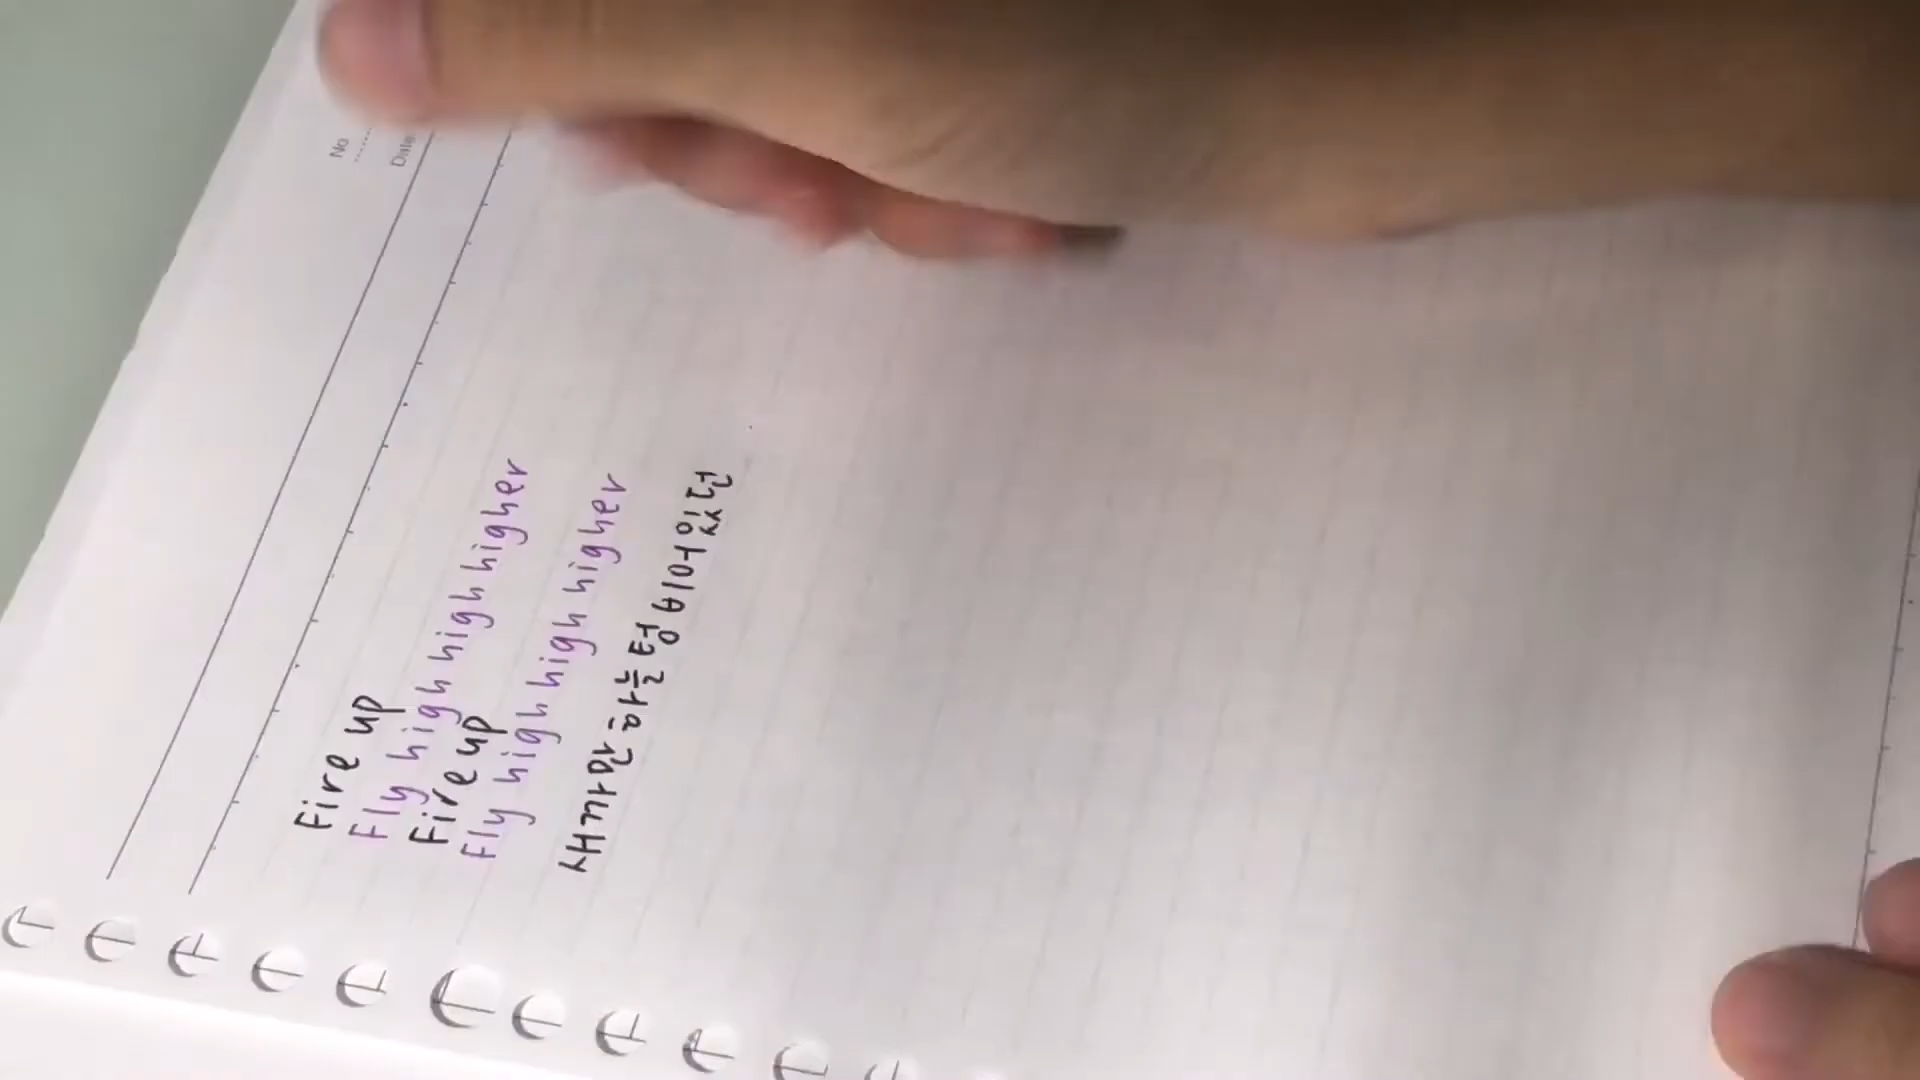 No
Date
Fire up
Fly high high higher
Fire up
Fly high high higher
새까만 하늘 텅 비어있던